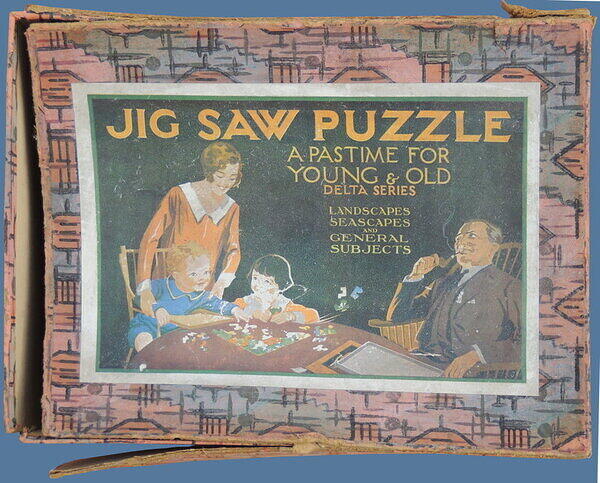 JIG SAW PUZZLE
A PASTIME FOR
YOUNG & OLD
DELTA SERIES
LANDSCAPES
SEASCAPES
AND
GENERAL
SUBJECTS